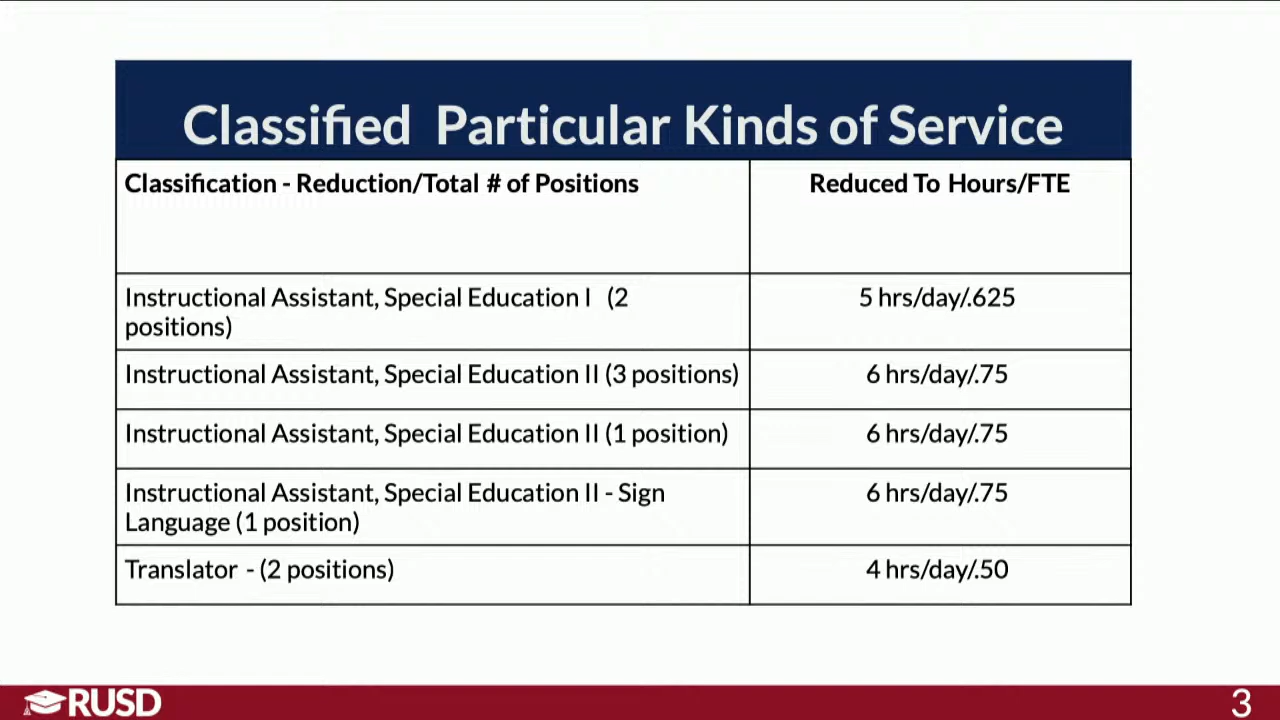 Classified  Particular Kinds of Service
Classification - Reduction/Total # of Positions
Reduced To Hours/FTE
Instructional Assistant, Special Education I   (2
positions)
5 hrs/day/.625
Instructional Assistant, Special Education II (3 positions)
6 hrs/day/.75
Instructional Assistant, Special Education II (1 position)
6 hrs/day/.75
Instructional Assistant, Special Education II - Sign
Language (1 position)
6 hrs/day/.75
Translator  - (2 positions)
4 hrs/day/.50
RUSD
3